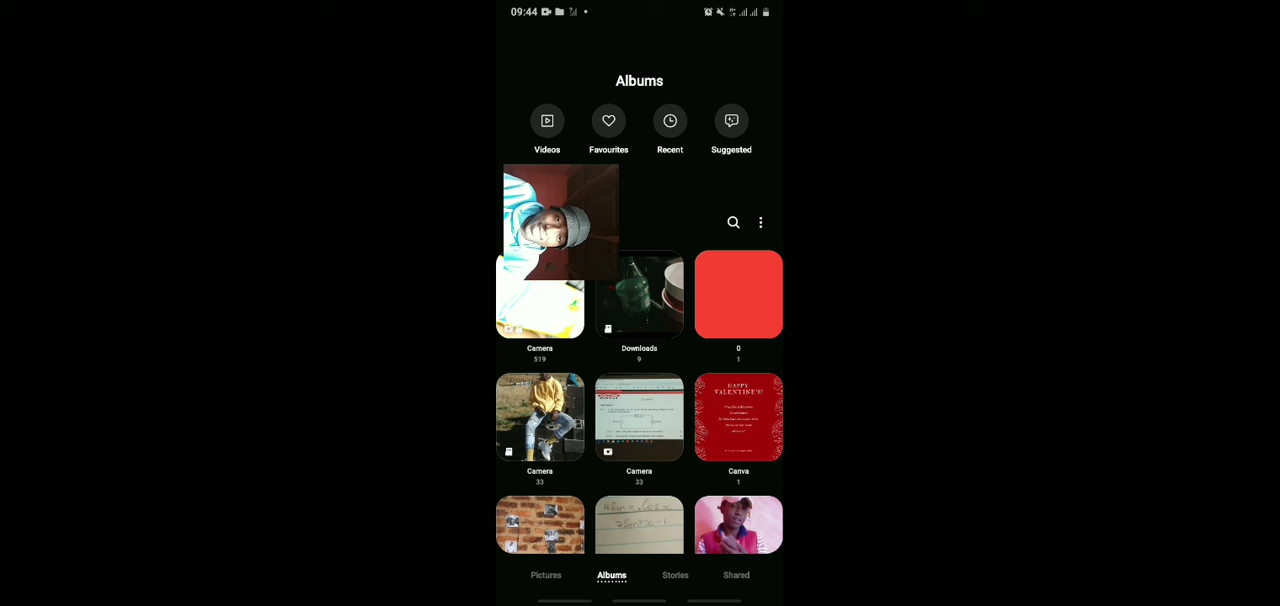 09:44
Albums
Videos Favourites Recent Suggested
Camera Downloads 0
519 9 1
Camera Camera Canva
33 33 1
HAPPY
VALENTINE'S!
Pictures Albums Stories Shared